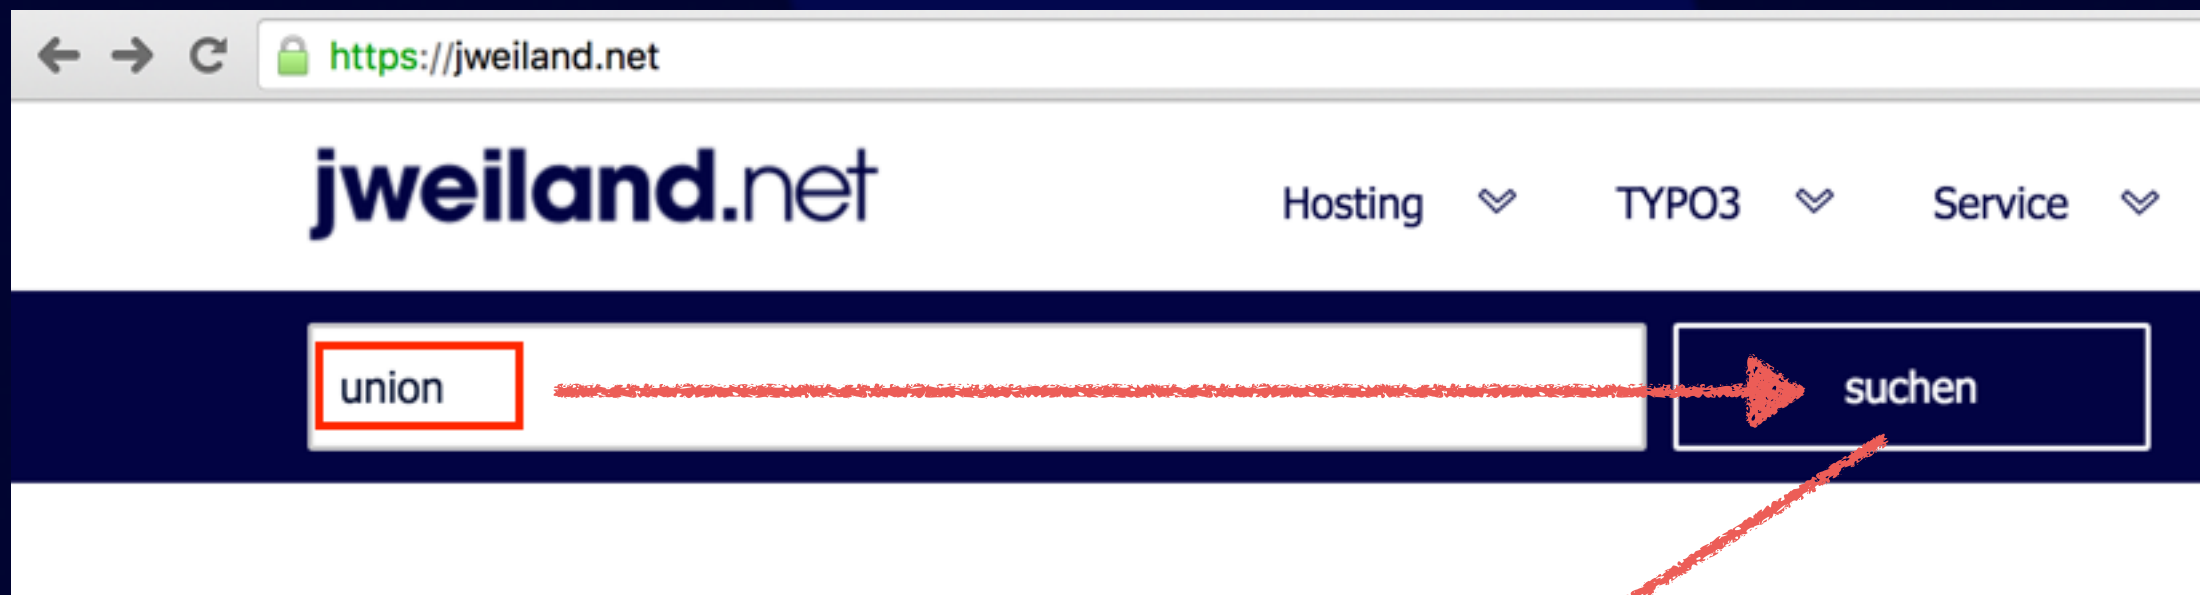 https://jweiland.net
jweiland.net
Hosting TYPO3 Service
union suchen